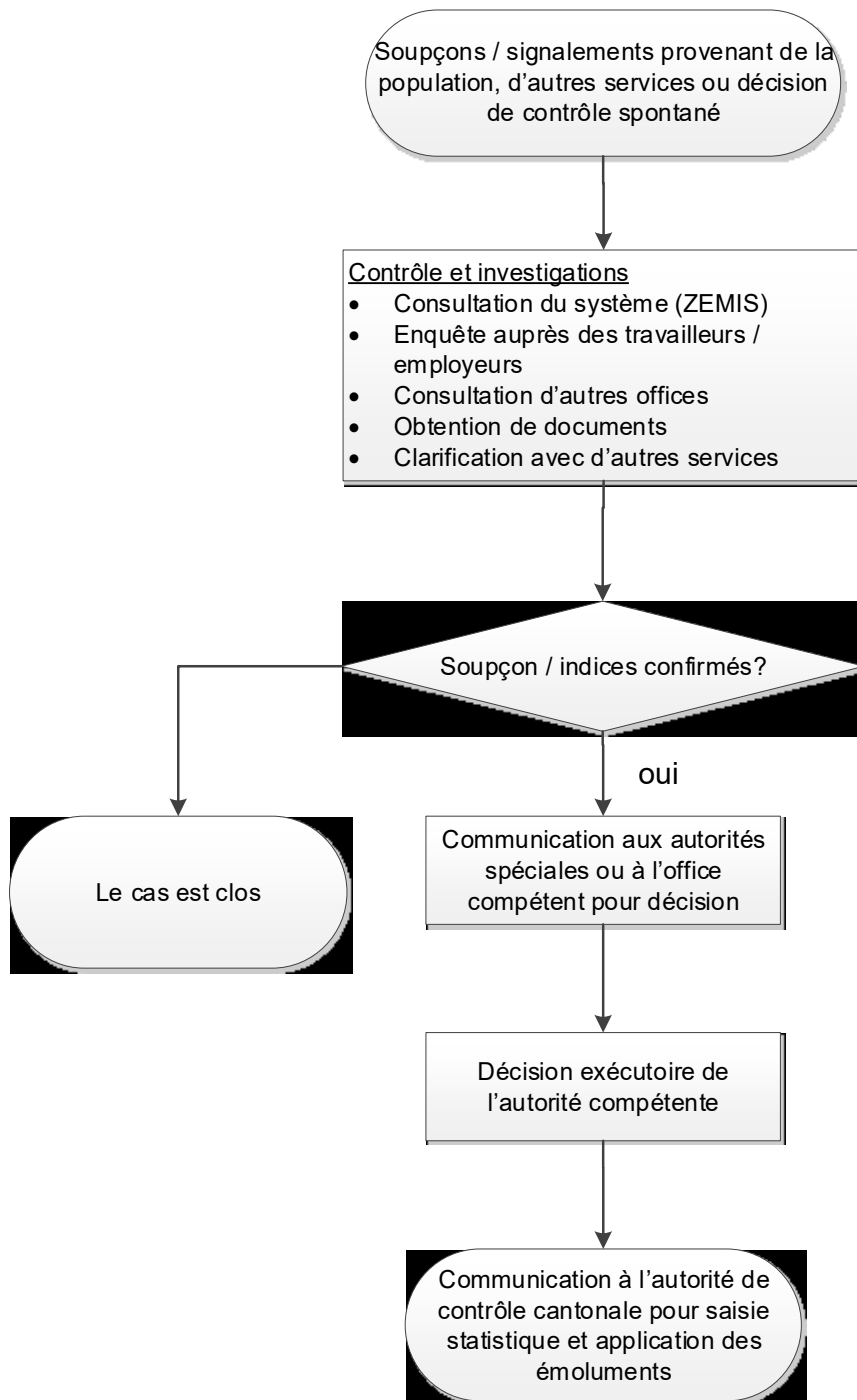 Soupçons / signalements provenant de la
population, d’autres services ou décision
de contrôle spontané
Contrôle et investigations
• Consultation du système (ZEMIS)
• Enquête auprès des travailleurs /
employeurs
• Consultation d’autres offices
• Obtention de documents
• Clarification avec d’autres services
Soupçon / indices confirmés?
oui
Le cas est clos
Communication aux autorités
spéciales ou à l’office
compétent pour décision
Décision exécutoire de
l’autorité compétente
Communication à l’autorité de
contrôle cantonale pour saisie
statistique et application des
émoluments